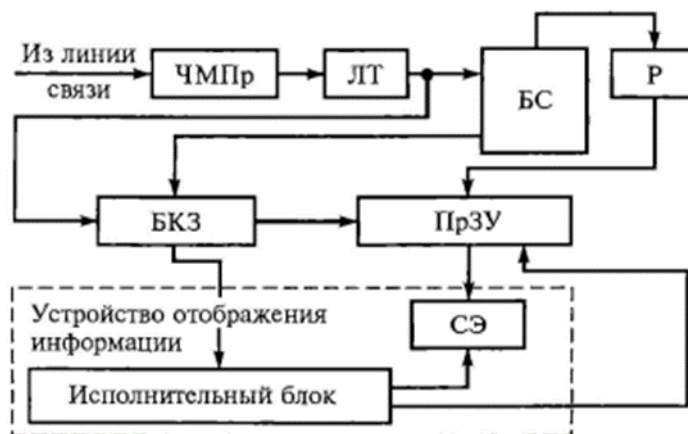 Из линии
связи
ЧМПр
ЛТ
БС
Р
БКЗ
ПрЗУ
Устройство отображения
информации
СЭ
Исполнительный блок